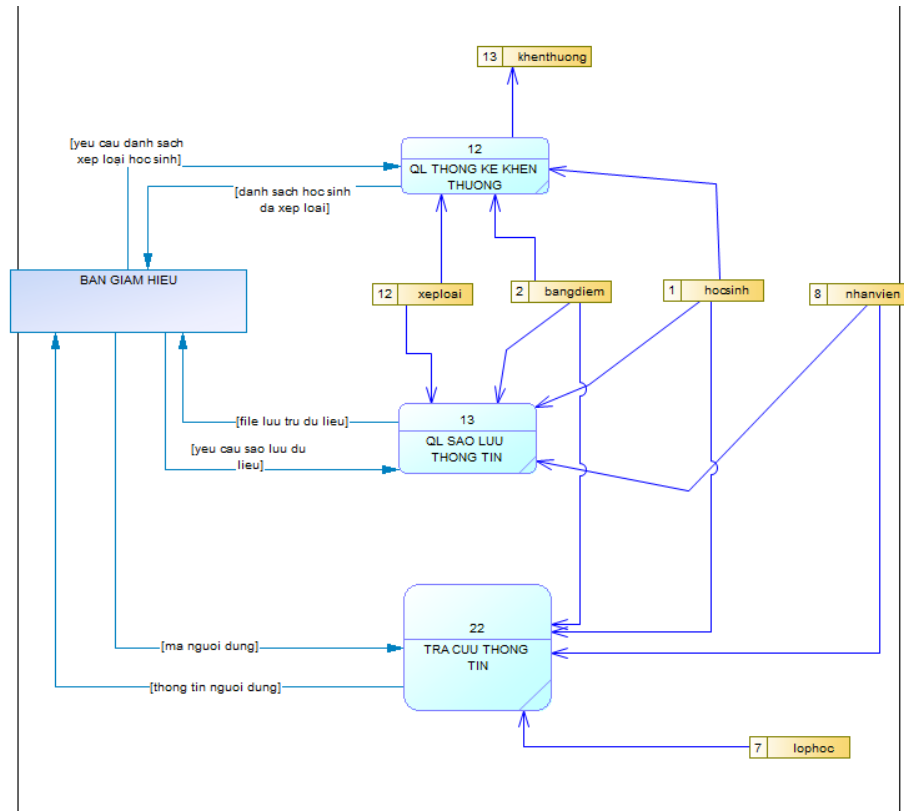 13 khenthuong
[yeu cau danh sach
xep loai hoc sinh]
12
QL THONG KE KHEN
THUONG
[danh sach hoc sinh
da xep loai]
BAN GIAM HIEU
12 xeploai
2 bangdiem
1 hocsinh
8 nhanvien
13
QL SAO LUU
THONG TIN
[file luu tru du lieu]
[yeu cau sao luu du
lieu]
22
TRA CUU THONG
TIN
[ma nguoi dung]
[thong tin nguoi dung]
7 lophoc